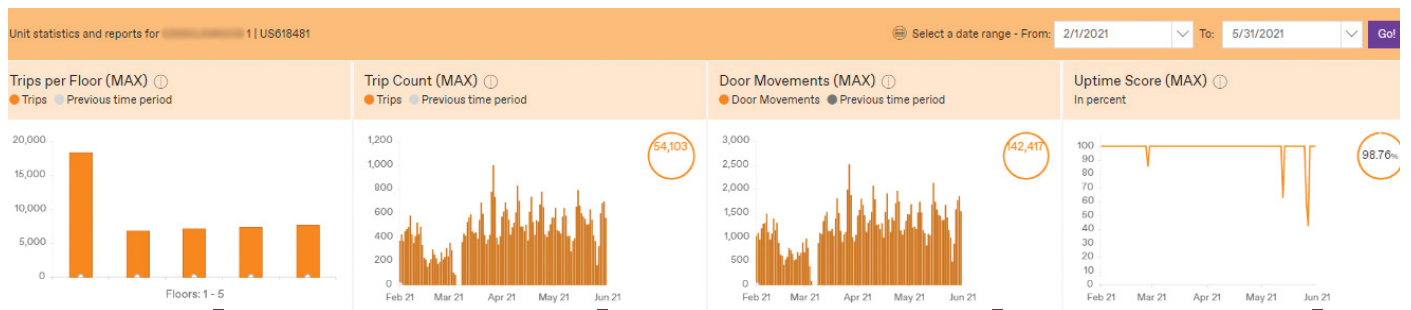 Unit statistics and reports for 1 | US618481
Select a date range - From: 2/1/2021 To: 5/31/2021 Go!
Trips per Floor (MAX)
Trips Previous time period
20,000
15,000
10,000
5,000
0
Floors: 1 - 5
Trip Count (MAX)
Trips Previous time period
54,103
1,200
1,000
800
600
400
200
0
Feb 21 Mar 21 Apr 21 May 21 Jun 21
Door Movements (MAX)
Door Movements Previous time period
142,417
3,000
2,500
2,000
1,500
1,000
500
0
Feb 21 Mar 21 Apr 21 May 21 Jun 21
Uptime Score (MAX)
In percent
98.76%
100
90
80
70
60
50
40
30
20
10
0
Feb 21 Mar 21 Apr 21 May 21 Jun 21